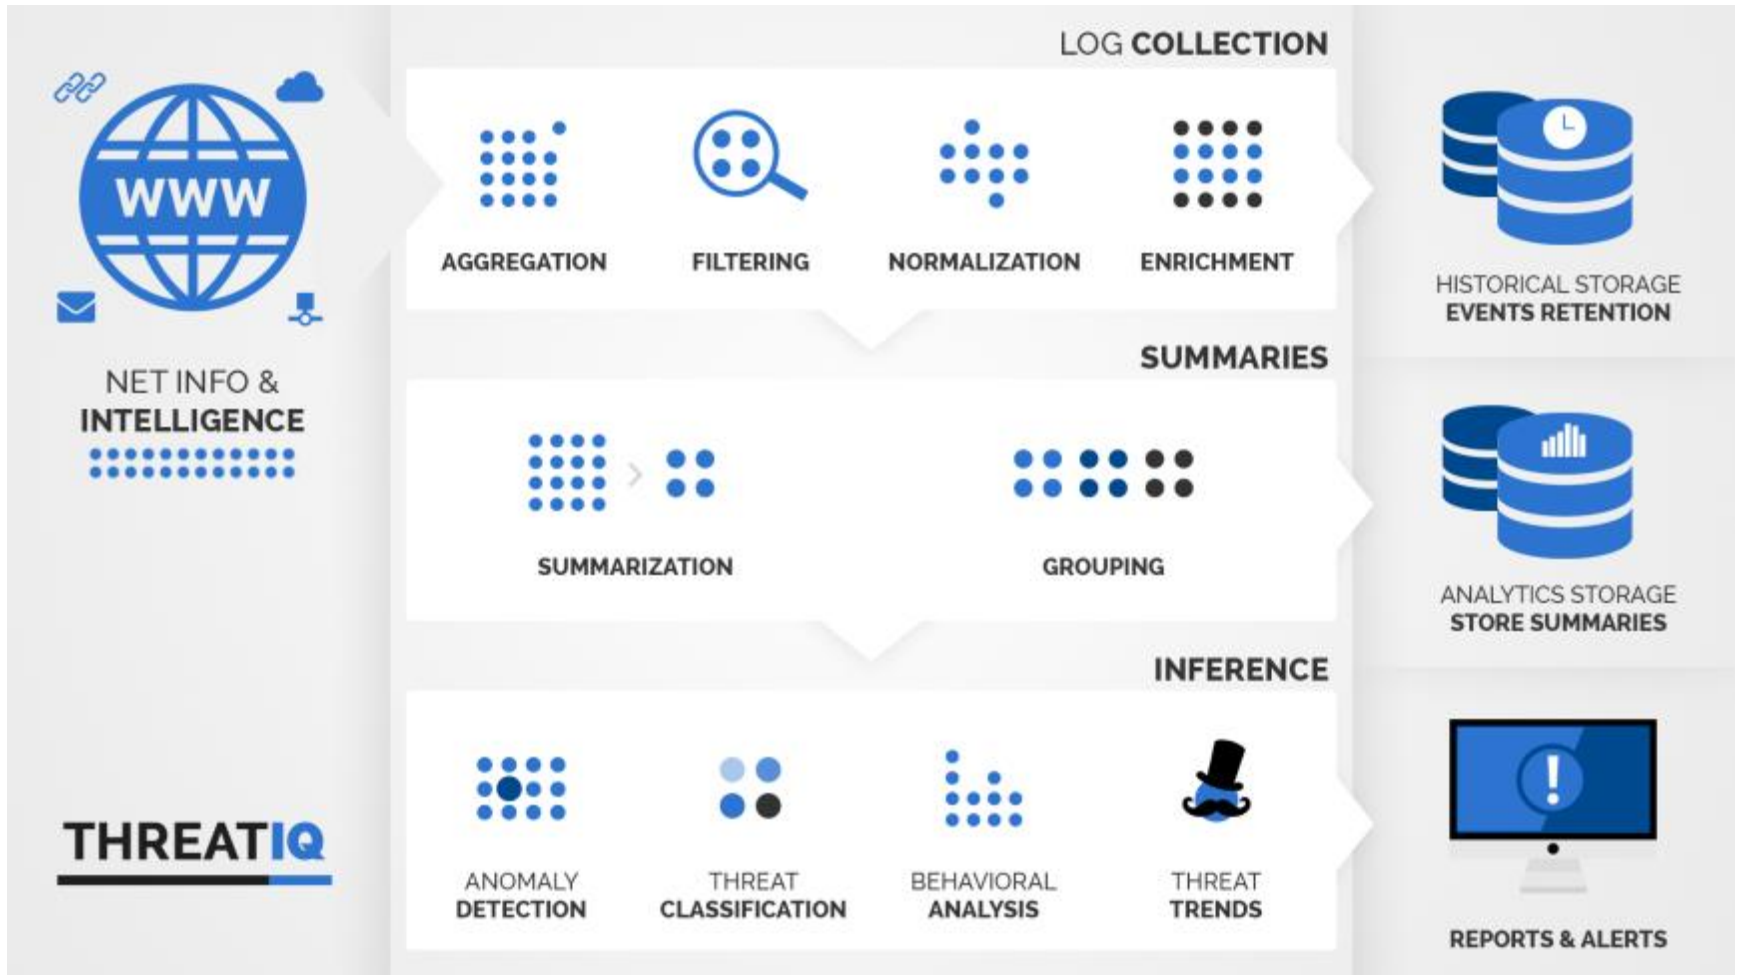 WWW
NET INFO &
INTELLIGENCE
THREATIQ
LOG COLLECTION
AGGREGATION
FILTERING
NORMALIZATION
ENRICHMENT
HISTORICAL STORAGE
EVENTS RETENTION
SUMMARIES
SUMMARIZATION
GROUPING
ANALYTICS STORAGE
STORE SUMMARIES
INFERENCE
ANOMALY
DETECTION
THREAT
CLASSIFICATION
BEHAVIORAL
ANALYSIS
THREAT
TRENDS
!
REPORTS & ALERTS